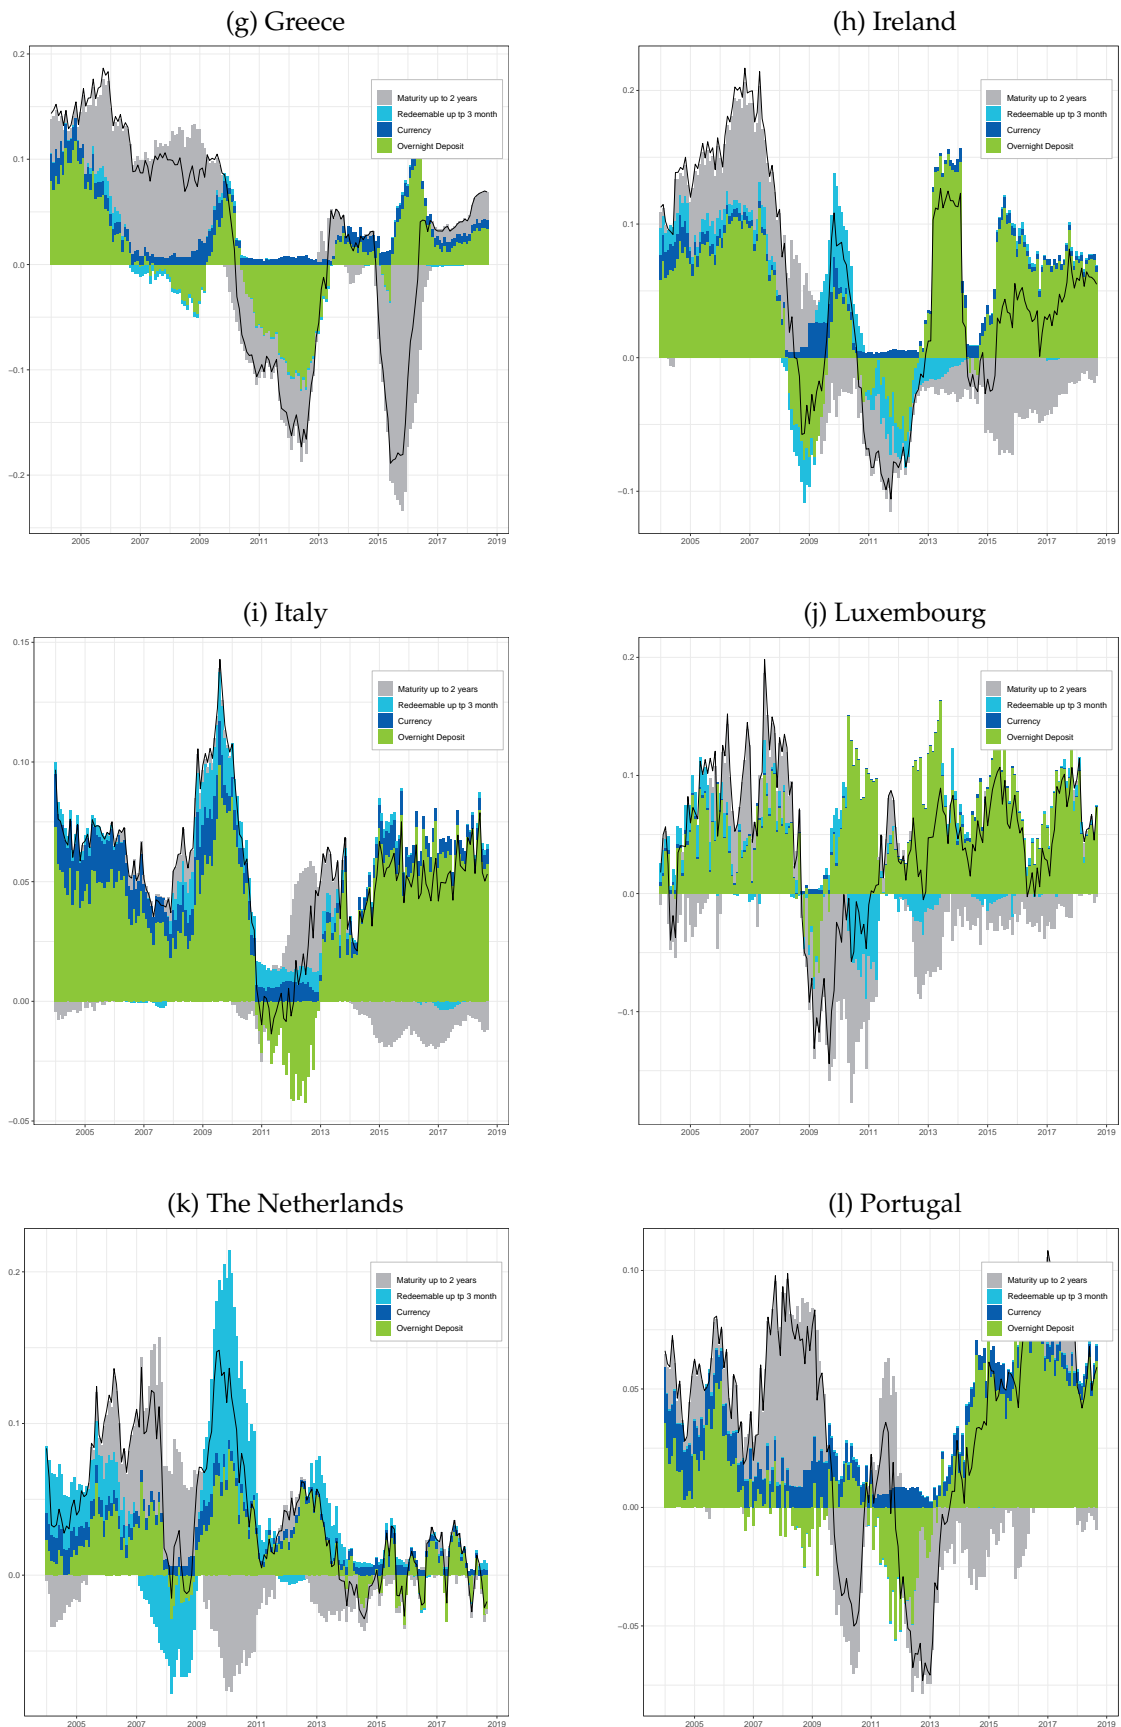 (g) Greece
0.2
0.1
0.0
−0.1
−0.2
Maturity up to 2 years
Redeemable up tp 3 month
Currency
Overnight Deposit
2005 2007 2009 2011 2013 2015 2017 2019
(h) Ireland
0.2
0.1
0.0
−0.1
Maturity up to 2 years
Redeemable up tp 3 month
Currency
Overnight Deposit
2005 2007 2009 2011 2013 2015 2017 2019
(i) Italy
0.15
0.10
0.05
0.00
−0.05
Maturity up to 2 years
Redeemable up tp 3 month
Currency
Overnight Deposit
2005 2007 2009 2011 2013 2015 2017 2019
(j) Luxembourg
0.2
0.1
0.0
−0.1
Maturity up to 2 years
Redeemable up tp 3 month
Currency
Overnight Deposit
2005 2007 2009 2011 2013 2015 2017 2019
(k) The Netherlands
0.2
0.1
0.0
Maturity up to 2 years
Redeemable up tp 3 month
Currency
Overnight Deposit
2005 2007 2009 2011 2013 2015 2017 2019
(l) Portugal
0.10
0.05
0.00
−0.05
Maturity up to 2 years
Redeemable up tp 3 month
Currency
Overnight Deposit
2005 2007 2009 2011 2013 2015 2017 2019